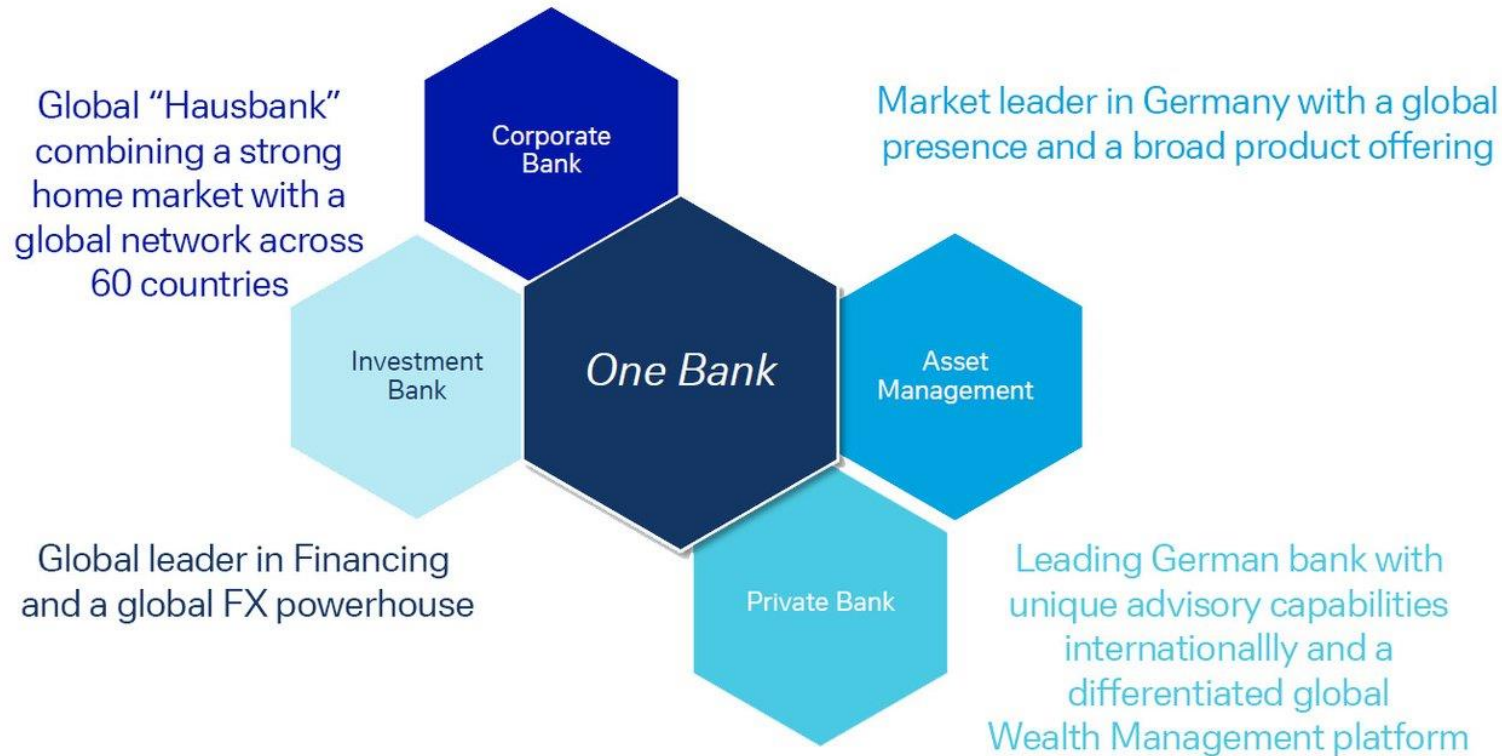 Global “Hausbank”
combining a strong
home market with a
global network across
60 countries
Corporate
Bank
Market leader in Germany with a global
presence and a broad product offering
Investment
Bank
One Bank
Asset
Management
Global leader in Financing
and a global FX powerhouse
Private Bank
Leading German bank with
unique advisory capabilities
internationallly and a
differentiated global
Wealth Management platform